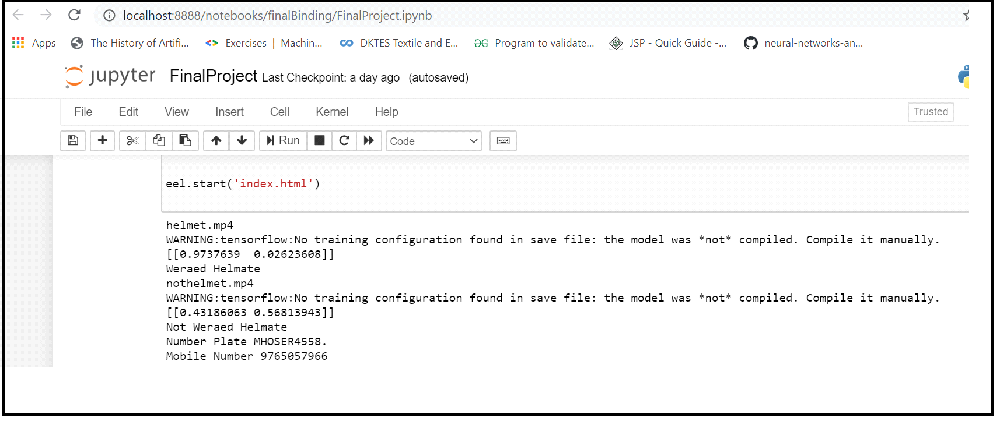 localhost:8888/notebooks/finalBinding/FinalProject.ipynb
Apps The History of Artifi... Exercises | Machin... DKTES Textile and E... Program to validate... JSP - Quick Guide -... neural-networks-an...
jupyter FinalProject Last Checkpoint: a day ago (autosaved)
File Edit View Insert Cell Kernel Help Trusted
Run Code
eel.start('index.html')
helmet.mp4
WARNING:tensorflow:No training configuration found in save file: the model was *not* compiled. Compile it manually.
[[0.9737639  0.02623608]]
Weraed Helmate
nothelmet.mp4
WARNING:tensorflow:No training configuration found in save file: the model was *not* compiled. Compile it manually.
[[0.43186063 0.56813943]]
Not Weraed Helmate
Number Plate MHOSER4558.
Mobile Number 9765057966